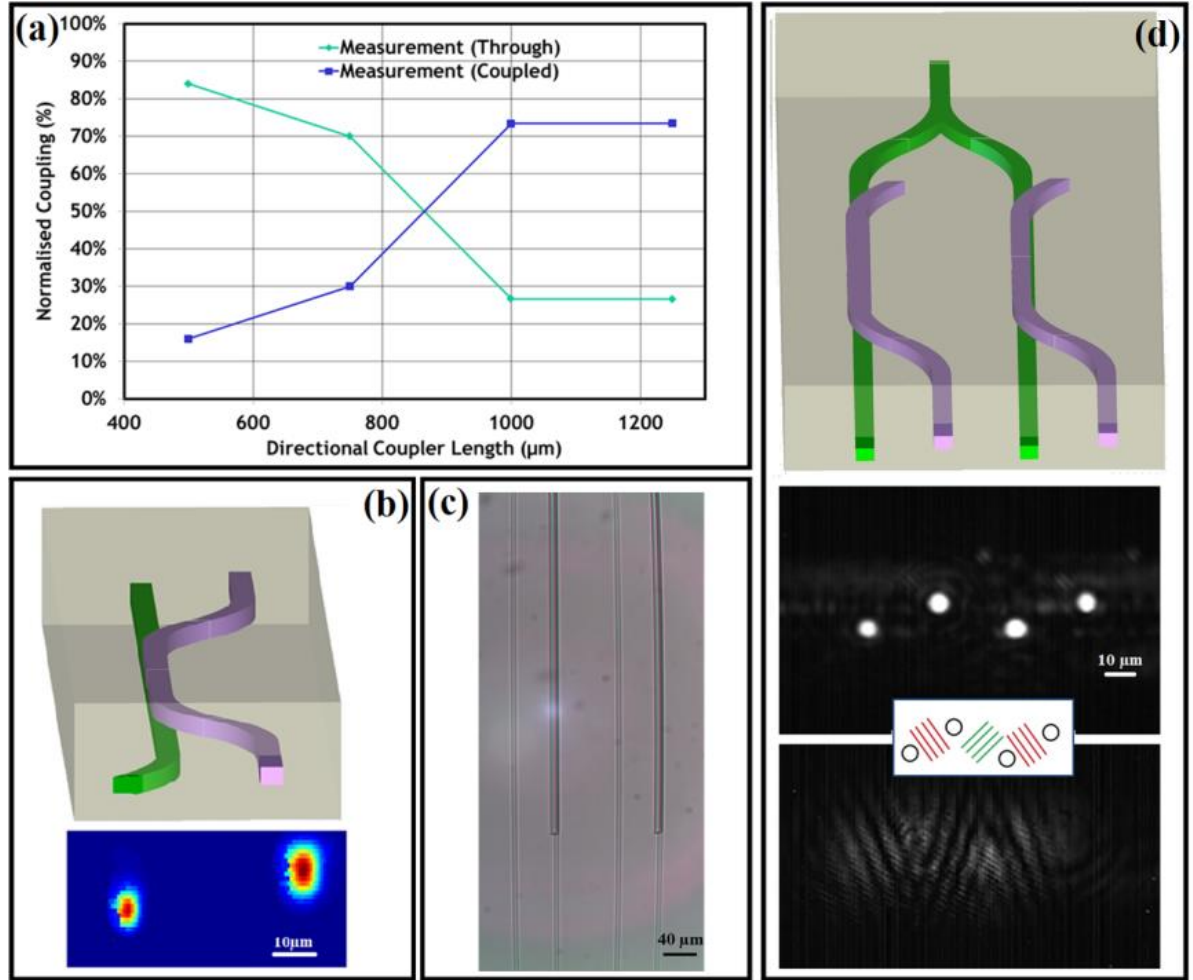 (a)
100%
90%
80%
70%
60%
50%
40%
30%
20%
10%
0%
Normalised Coupling (%)
Measurement (Through)
Measurement (Coupled)
400 600 800 1000 1200
Directional Coupler Length (µm)
(b)
10µm
(c)
40 µm
(d)
10 µm